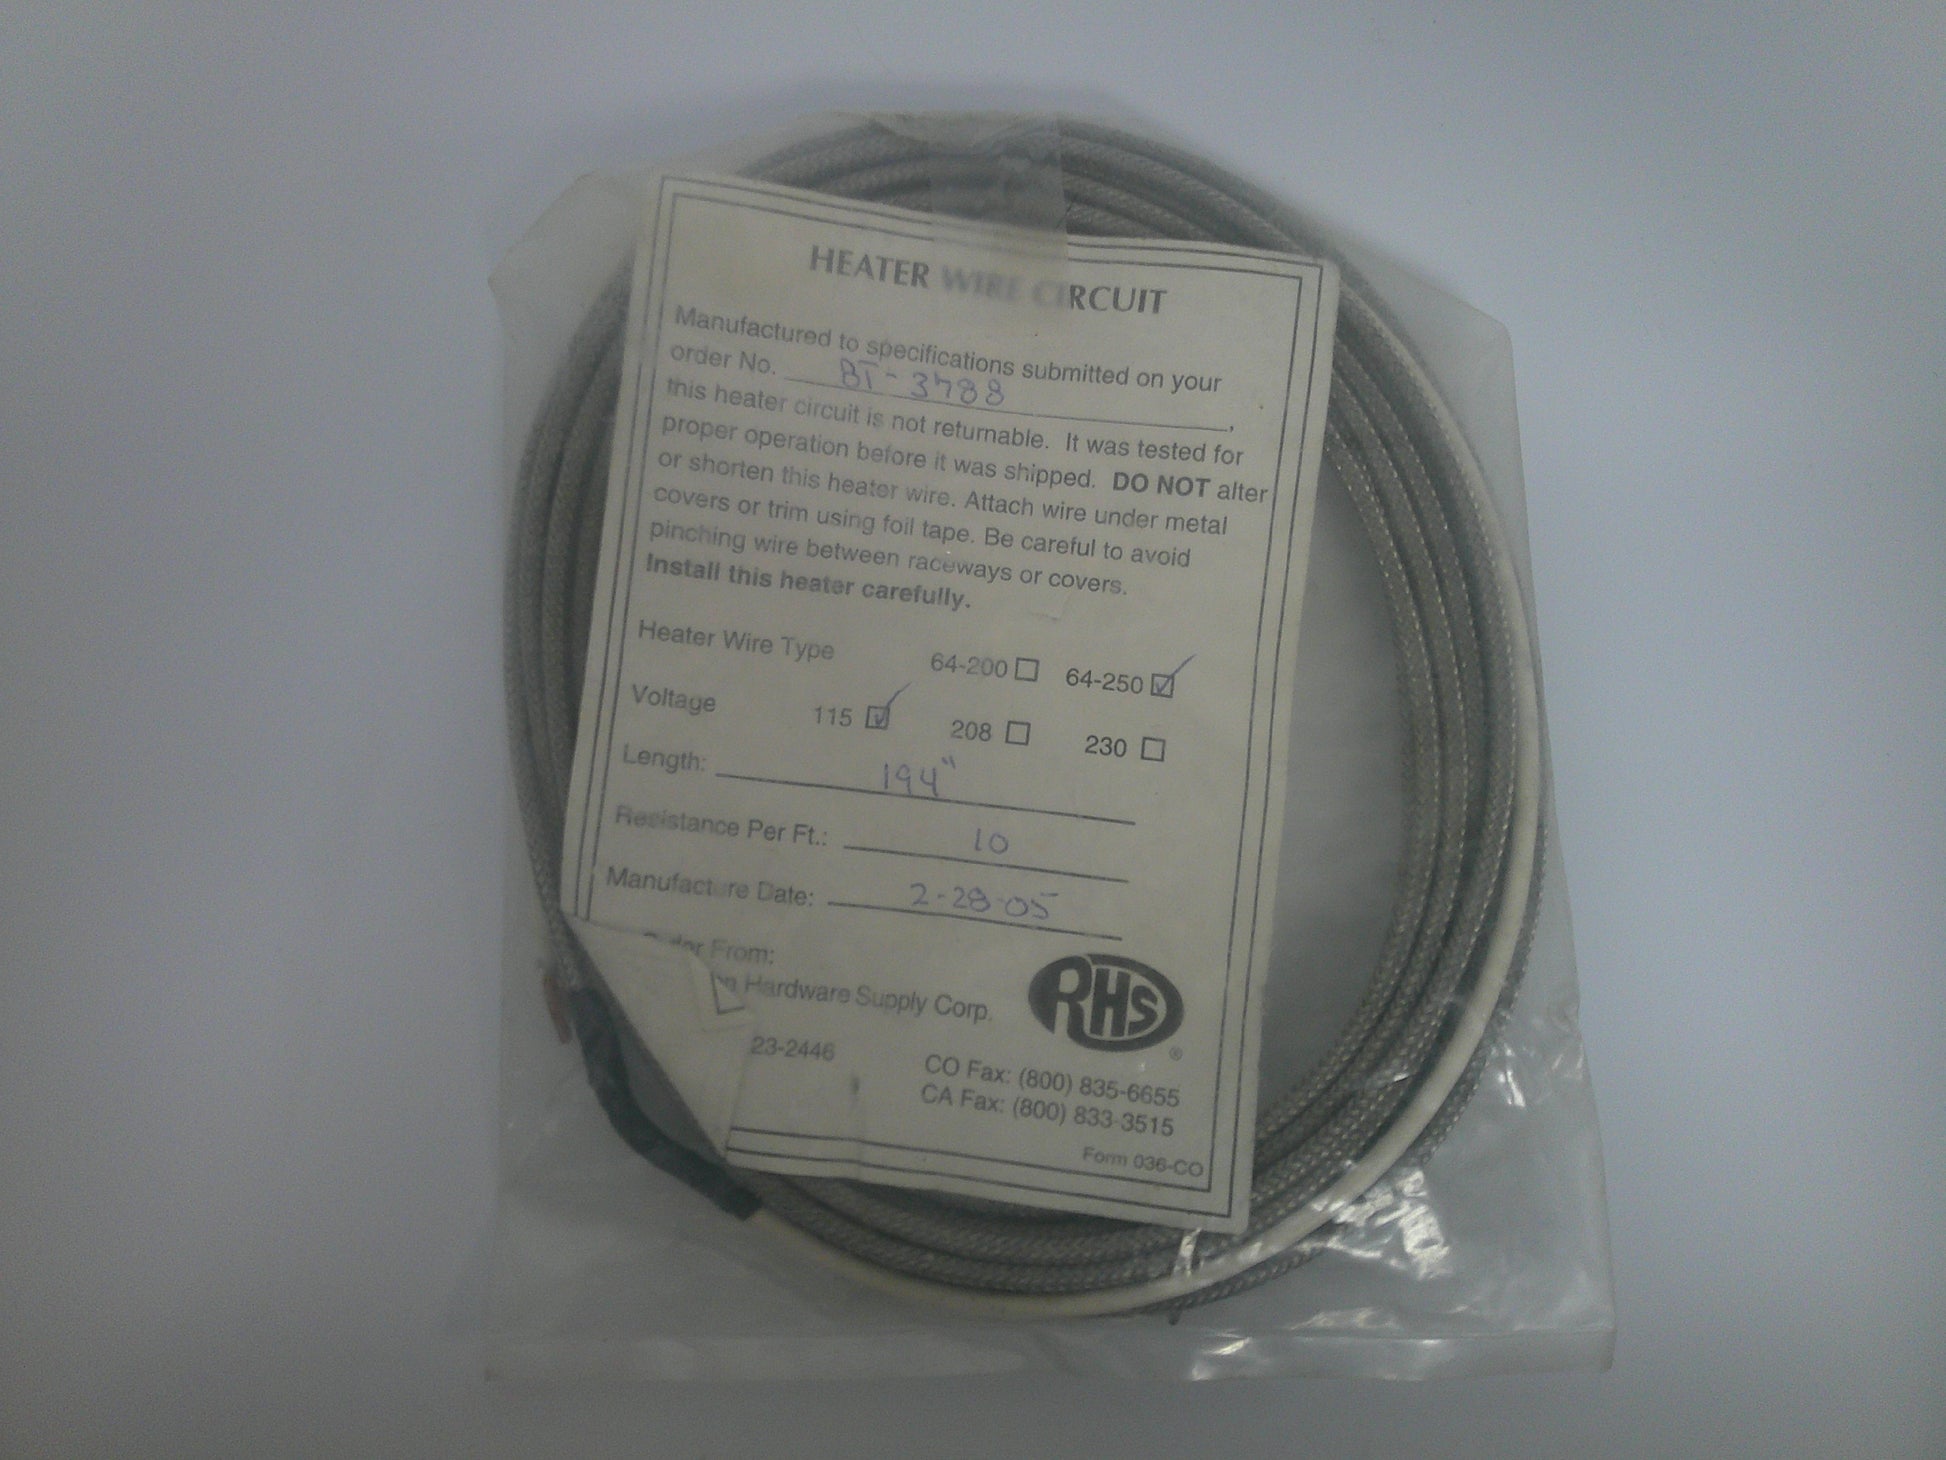 HEATER WIRE CIRCUIT
Manufactured to specifications submitted on your
order No. BT-3788,
this heater circuit is not returnable. It was tested for
proper operation before it was shipped. DO NOT alter
or shorten this heater wire. Attach wire under metal
covers or trim using foil tape. Be careful to avoid
pinching wire between raceways or covers.
Install this heater carefully.
Heater Wire Type 64-200 64-250
Voltage 115 208 230
Length: 194"
Resistance Per Ft.: 10
Manufacture Date: 2-28-05
From:
Hardware Supply Corp.
RHS ®
23-2446
CO Fax: (800) 835-6655
CA Fax: (800) 833-3515
Form 036-CO